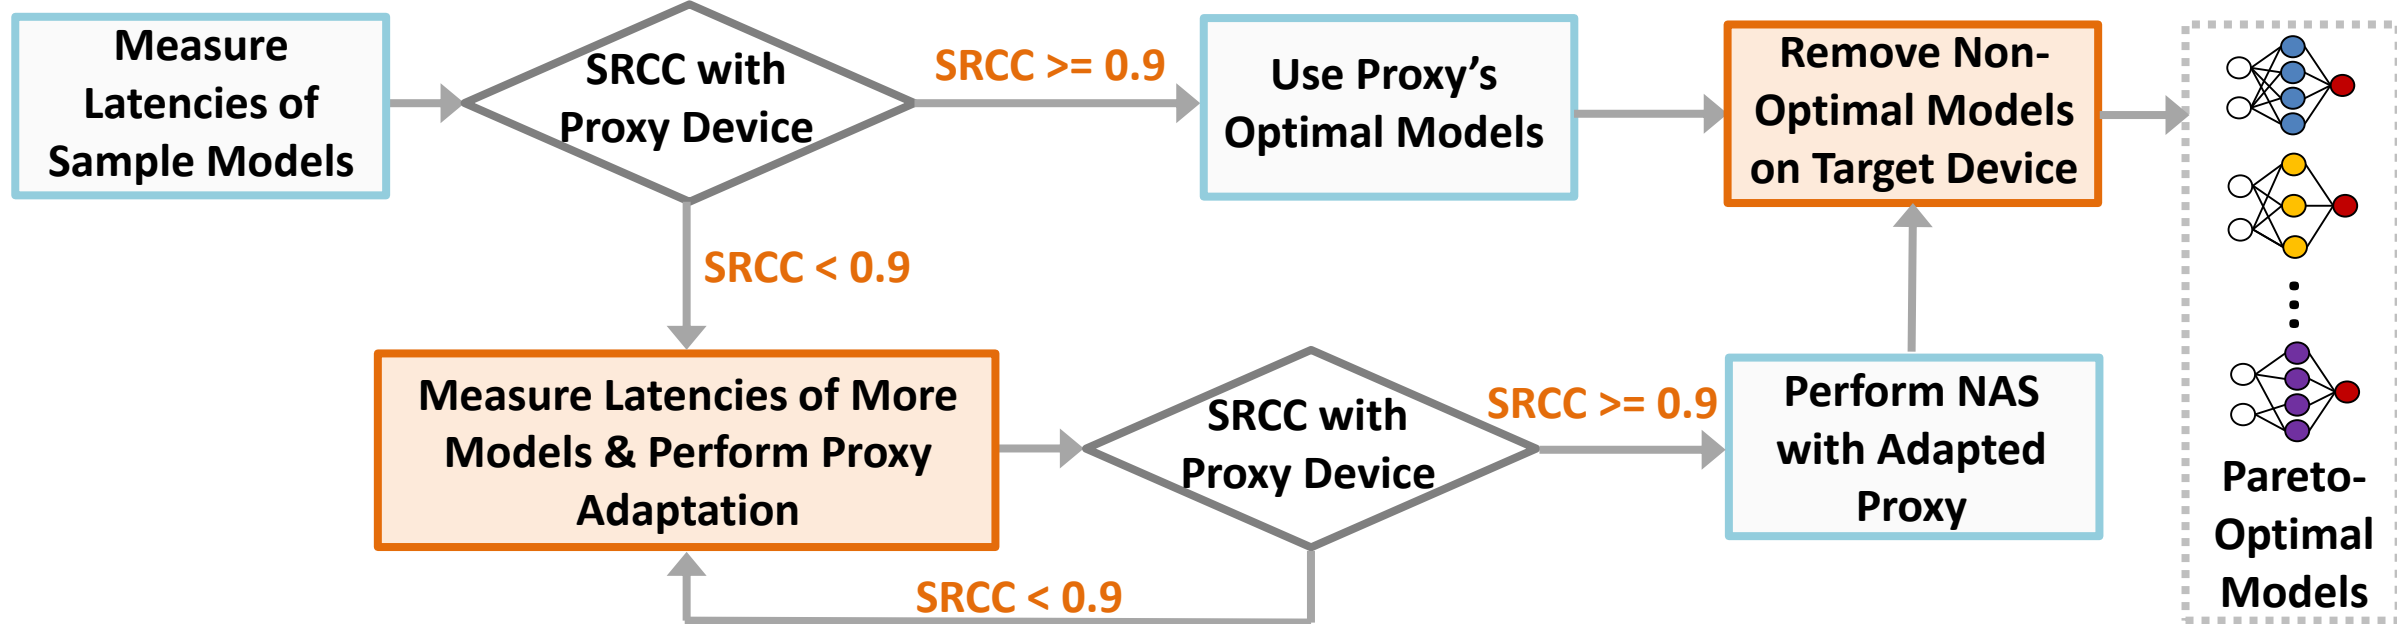 Measure
Latencies of
Sample Models
SRCC with
Proxy Device
SRCC >= 0.9
Use Proxy’s
Optimal Models
Remove Non-
Optimal Models
on Target Device
SRCC < 0.9
Measure Latencies of More
Models & Perform Proxy
Adaptation
SRCC with
Proxy Device
SRCC >= 0.9
Perform NAS
with Adapted
Proxy
SRCC < 0.9
Pareto-
Optimal
Models